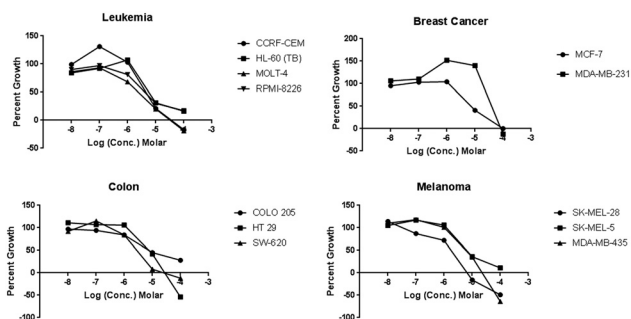 Leukemia
Percent Growth
150
100
50
0
-50
-8
-7
-6
-5
-4
-3
Log (Conc.) Molar
CCRF-CEM
HL-60 (TB)
MOLT-4
RPMI-8226
Breast Cancer
Percent Growth
200
150
100
50
0
-50
-8
-7
-6
-5
-4
-3
Log (Conc.) Molar
MCF-7
MDA-MB-231
Colon
Percent Growth
150
100
50
0
-50
-100
-8
-7
-6
-5
-4
-3
Log (Conc.) Molar
COLO 205
HT 29
SW-620
Melanoma
Percent Growth
150
100
50
0
-50
-100
-8
-7
-6
-5
-4
-3
Log (Conc.) Molar
SK-MEL-28
SK-MEL-5
MDA-MB-435